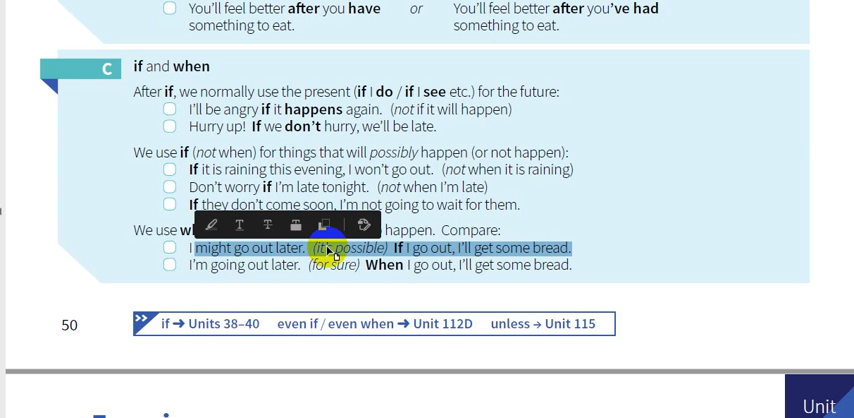 You'll feel better after you have or You'll feel better after you've had
something to eat. something to eat.
C if and when
After if, we normally use the present (if I do / if I see etc.) for the future:
I'll be angry if it happens again. (not if it will happen)
Hurry up! If we don't hurry, we'll be late.
We use if (not when) for things that will possibly happen (or not happen):
If it is raining this evening, I won't go out. (not when it is raining)
Don't worry if I'm late tonight. (not when I'm late)
If they don't come soon, I'm not going to wait for them.
We use happen. Compare:
I might go out later. (it's possible) If I go out, I'll get some bread.
I'm going out later. (for sure) When I go out, I'll get some bread.
50 if ➜ Units 38–40 even if / even when ➜ Unit 112D unless → Unit 115
Unit